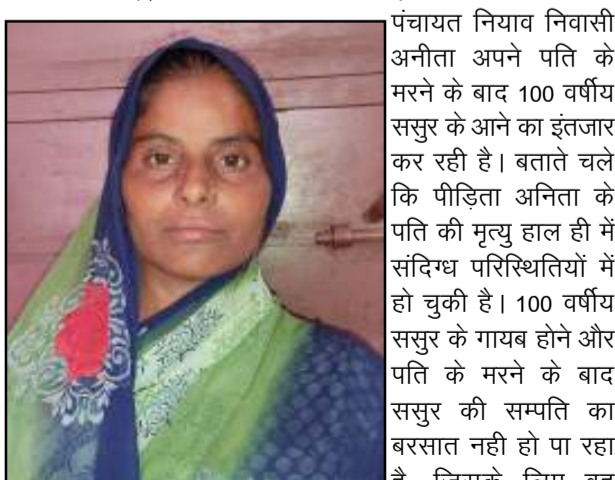 पंचायत नियाव निवासी
अनीता अपने पति के
मरने के बाद 100 वर्षीय
ससुर के आने का इंतजार
कर रही है। बताते चले
कि पीड़िता अनिता के
पति की मृत्यु हाल ही में
संदिग्ध परिस्थितियों में
हो चुकी है। 100 वर्षीय
ससुर के गायब होने और
पति के मरने के बाद
ससुर की सम्पति का
बरसात नही हो पा रहा